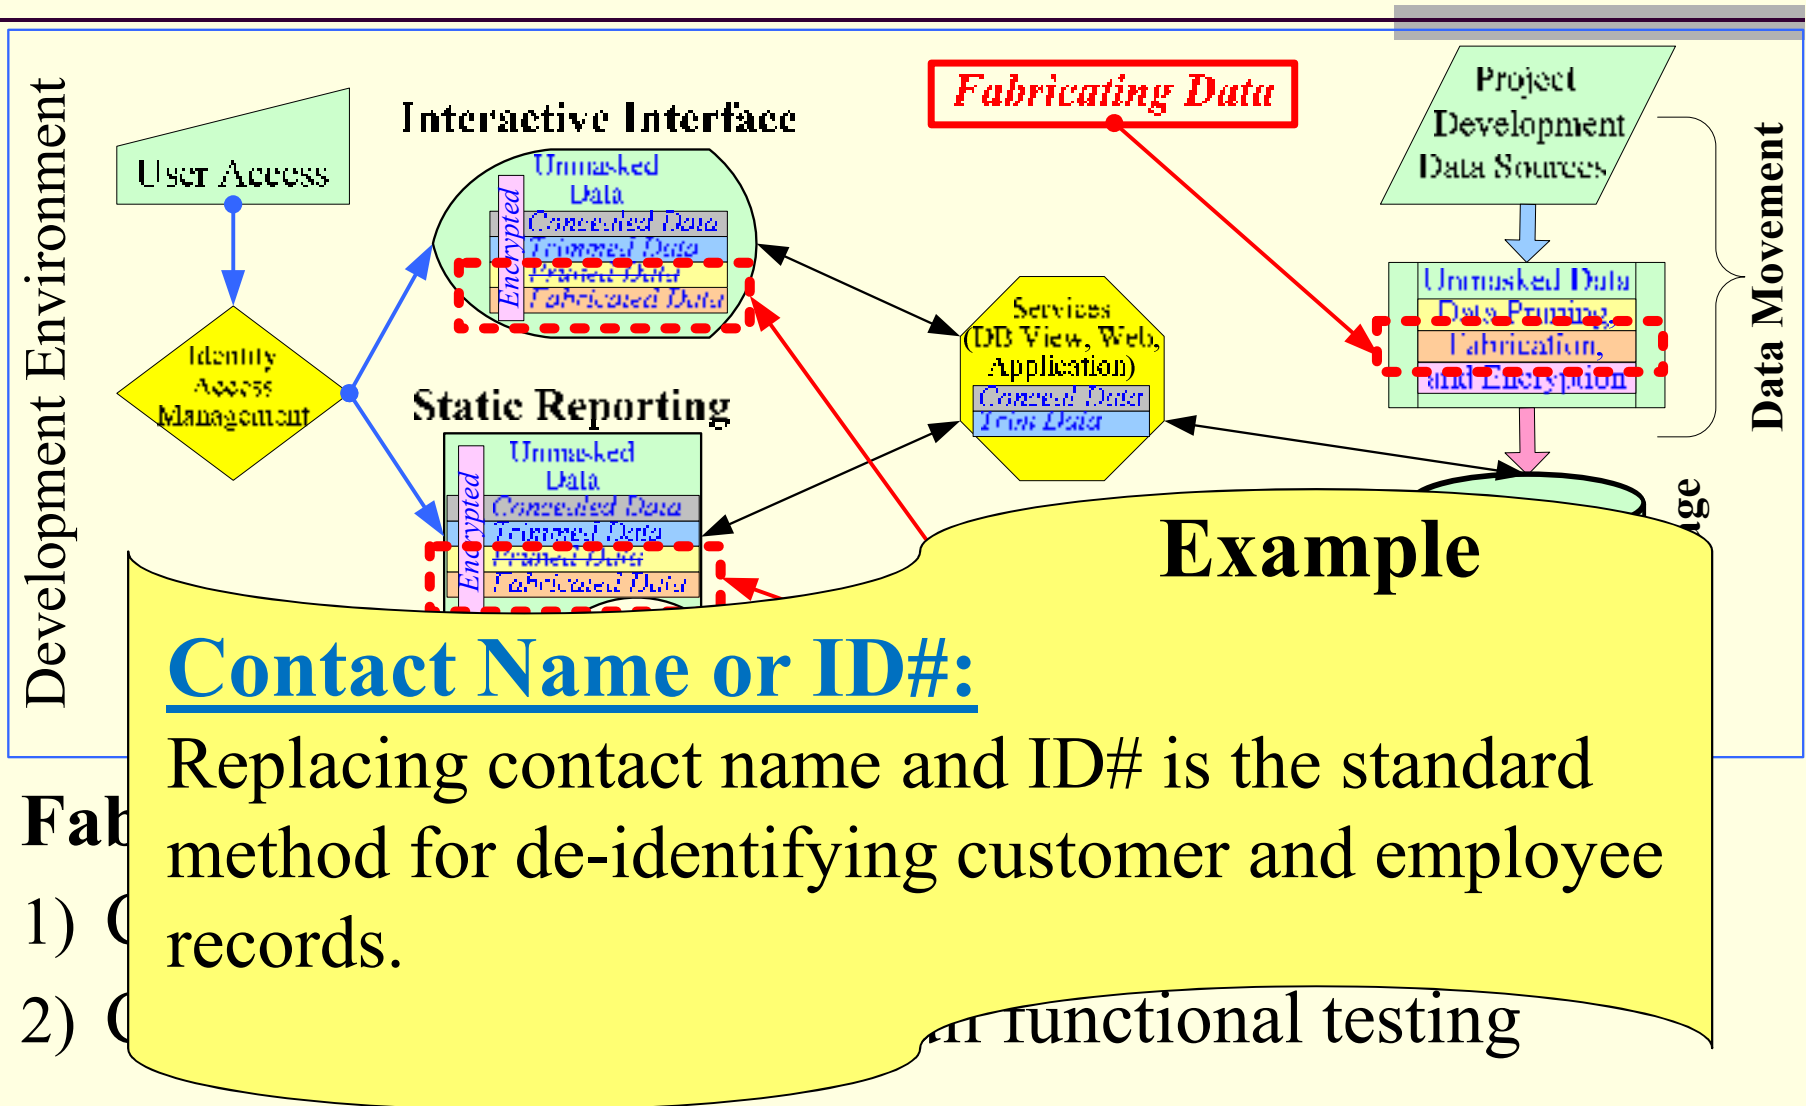 Development Environment
User Access
Identity
Access
Management
Interactive Interface
Unmasked
Data
Encrypted
Concealed Data
Trimmed Data
Pruned Data
Fabricated Data
Static Reporting
Unmasked
Data
Encrypted
Concealed Data
Trimmed Data
Pruned Data
Fabricated Data
Fabricating Data
Services
(DB View, Web,
Application)
Conceal Data
Trim Data
Project
Development
Data Sources
Unmasked Data
Data Pruning,
Fabrication,
and Encryption
Data Movement
Example
Contact Name or ID#:
Replacing contact name and ID# is the standard
method for de-identifying customer and employee
records.
1)
2) functional testing